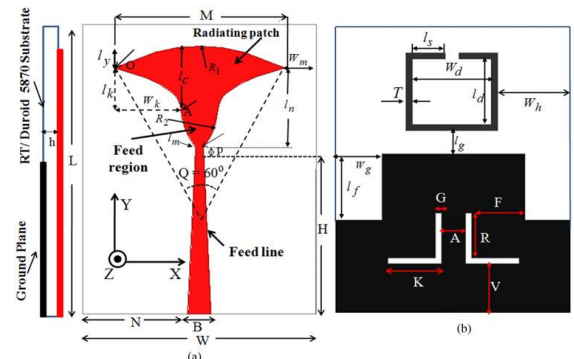 (a)
M
Radiating patch
W_m
l_y
O
l_c
R_1
l_k
W_k
A
l_n
R_2
l_m
P
Feed region
Q = 60°
Y
Z
X
Feed line
H
N
B
W
(a)
RT/ Duroid 5870 Substrate
h
L
Ground Plane
l_s
W_d
l_d
T
W_h
l_g
W_g
l_f
G
F
A
R
K
V
(b)